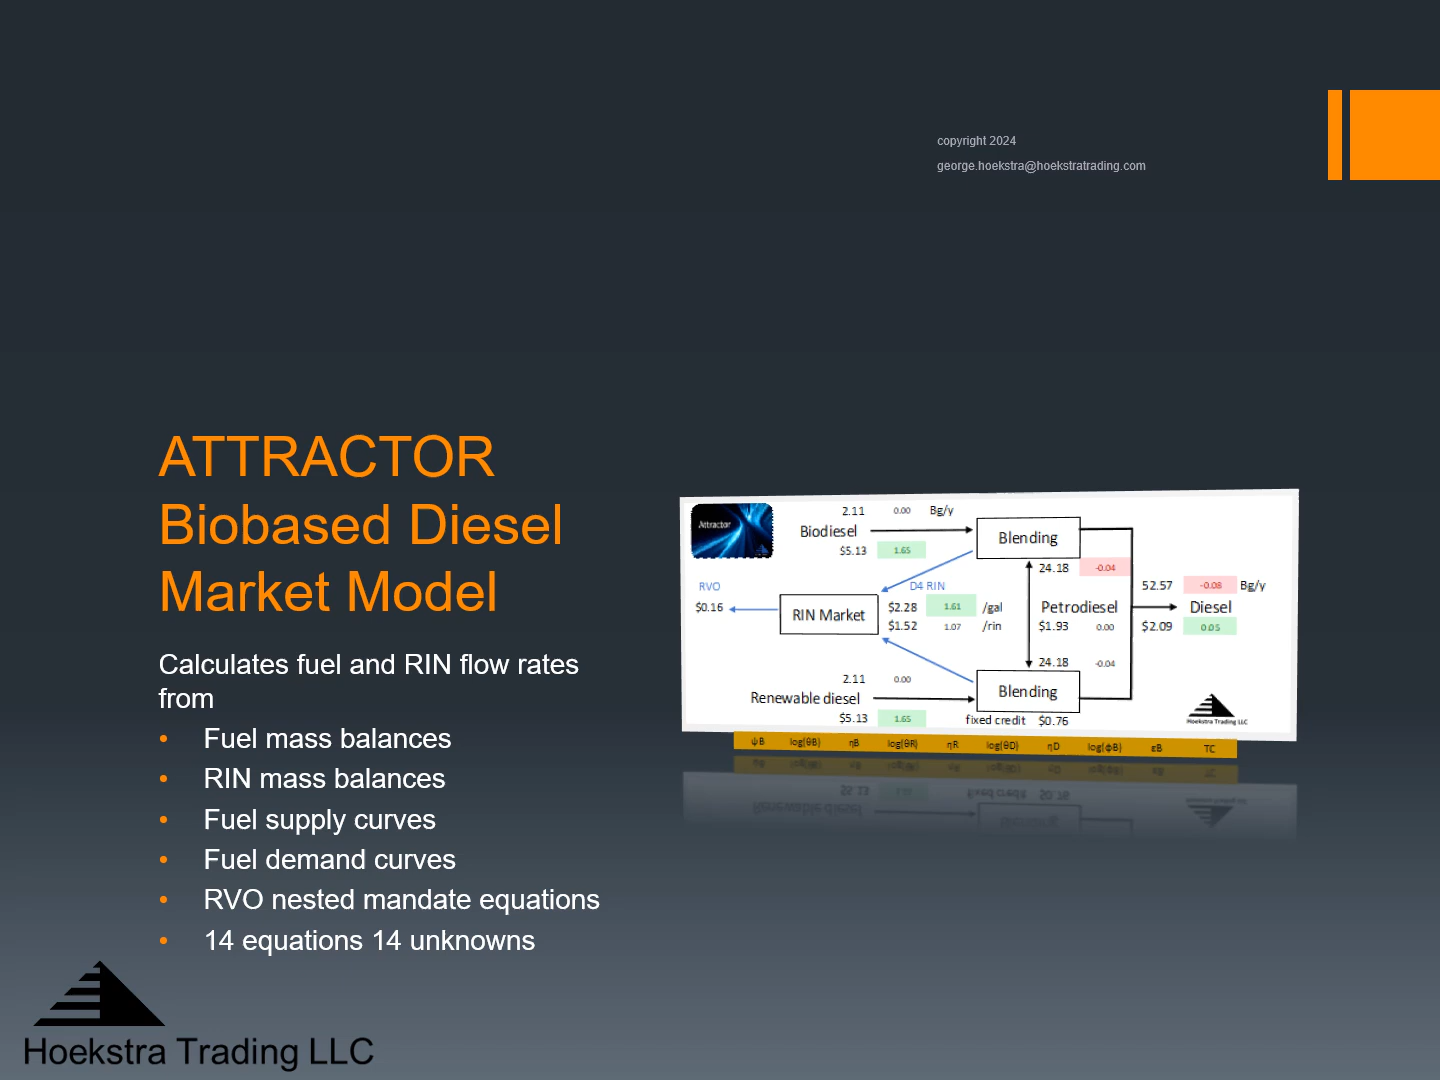 copyright 2024
george.hoekstra@hoekstratrading.com
ATTRACTOR
Biobased Diesel
Market Model
Calculates fuel and RIN flow rates
from
• Fuel mass balances
• RIN mass balances
• Fuel supply curves
• Fuel demand curves
• RVO nested mandate equations
• 14 equations 14 unknowns
Attractor
2.11 0.00 Bg/y
Biodiesel
$5.13 1.65
Blending
24.18 -0.04
RVO
$0.16
RIN Market
D4 RIN
$2.28 1.61 /gal
$1.52 1.07 /rin
Petrodiesel
$1.93 0.00
52.57 -0.08 Bg/y
Diesel
$2.09 0.05
24.18 -0.04
2.11 0.00
Renewable diesel
$5.13 1.65
Blending
fixed credit $0.76
Hoekstra Trading LLC
ψB log(θB) ηB log(θR) ηR log(θD) ηD log(φB) εB TC
Hoekstra Trading LLC